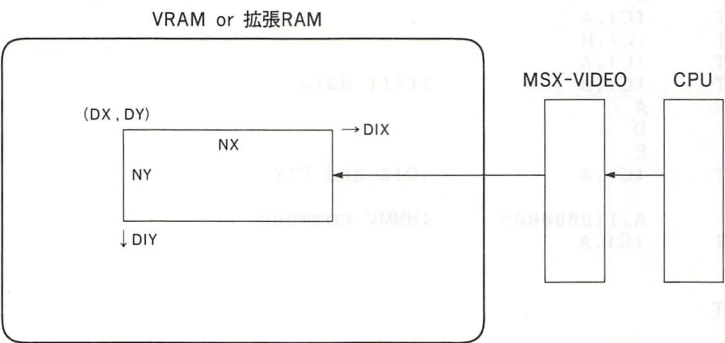 VRAM or 拡張RAM
MSX-VIDEO
CPU
(DX , DY)
→DIX
NX
NY
↓DIY